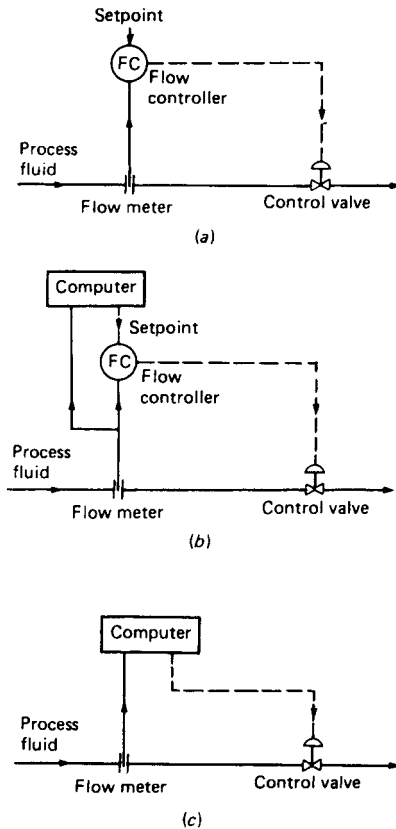 Setpoint
FC
Flow
controller
Process
fluid
Flow meter
Control valve
(a)
Computer
Setpoint
FC
Flow
controller
Process
fluid
Flow meter
Control valve
(b)
Computer
Process
fluid
Flow meter
Control valve
(c)